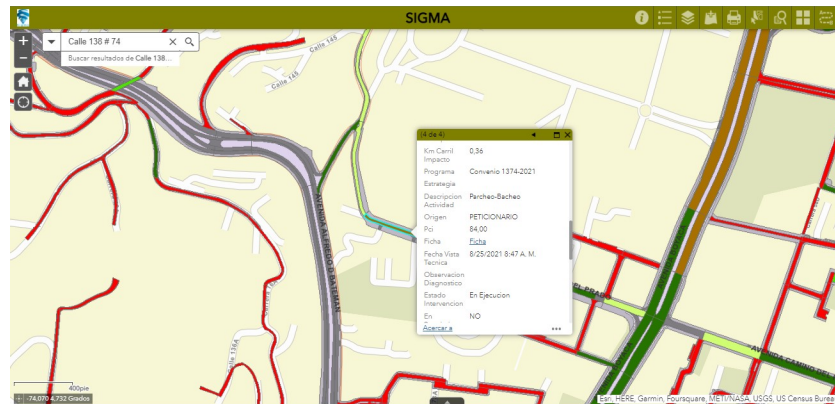 SIGMA
Calle 138 # 74
Buscar resultados de Calle 138...
Calle 145
Calle 145
AVENIDA ALFREDO D BATEMAN
(4 de 4)
Km Carril Impacto 0,36
Programa Convenio 1374-2021
Estrategia
Descripcion Actividad Parcheo-Bacheo
Origen PETICIONARIO
Pci 84,00
Ficha Ficha
Fecha Vista Tecnica 8/25/2021 8:47 A. M.
Observacion Diagnostico
Estado Intervencion En Ejecucion
En NO
Acercar a
EL PRADO
AVENIDA CAMINO DEL
Calle 136A
400pie
-74,070 4,732 Grados
Esri, HERE, Garmin, Foursquare, METI/NASA, USGS, US Census Burea